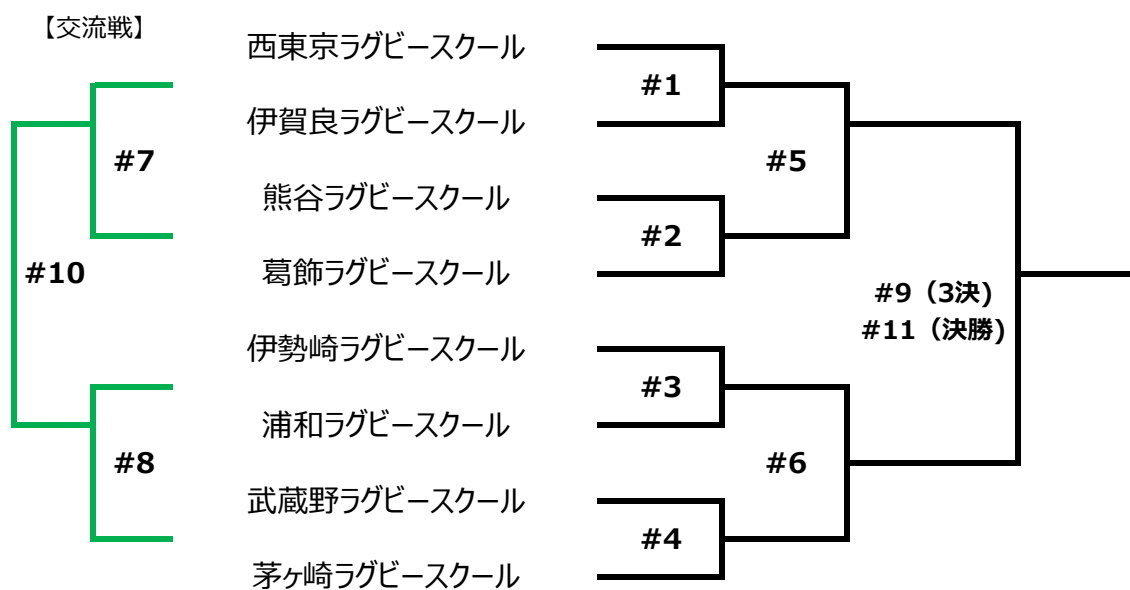 【交流戦】
西東京ラグビースクール
#1
伊賀良ラグビースクール
#7
#5
熊谷ラグビースクール
#2
葛飾ラグビースクール
#10
#9（3決)
#11（決勝)
伊勢崎ラグビースクール
#3
浦和ラグビースクール
#8
#6
武蔵野ラグビースクール
#4
茅ヶ崎ラグビースクール